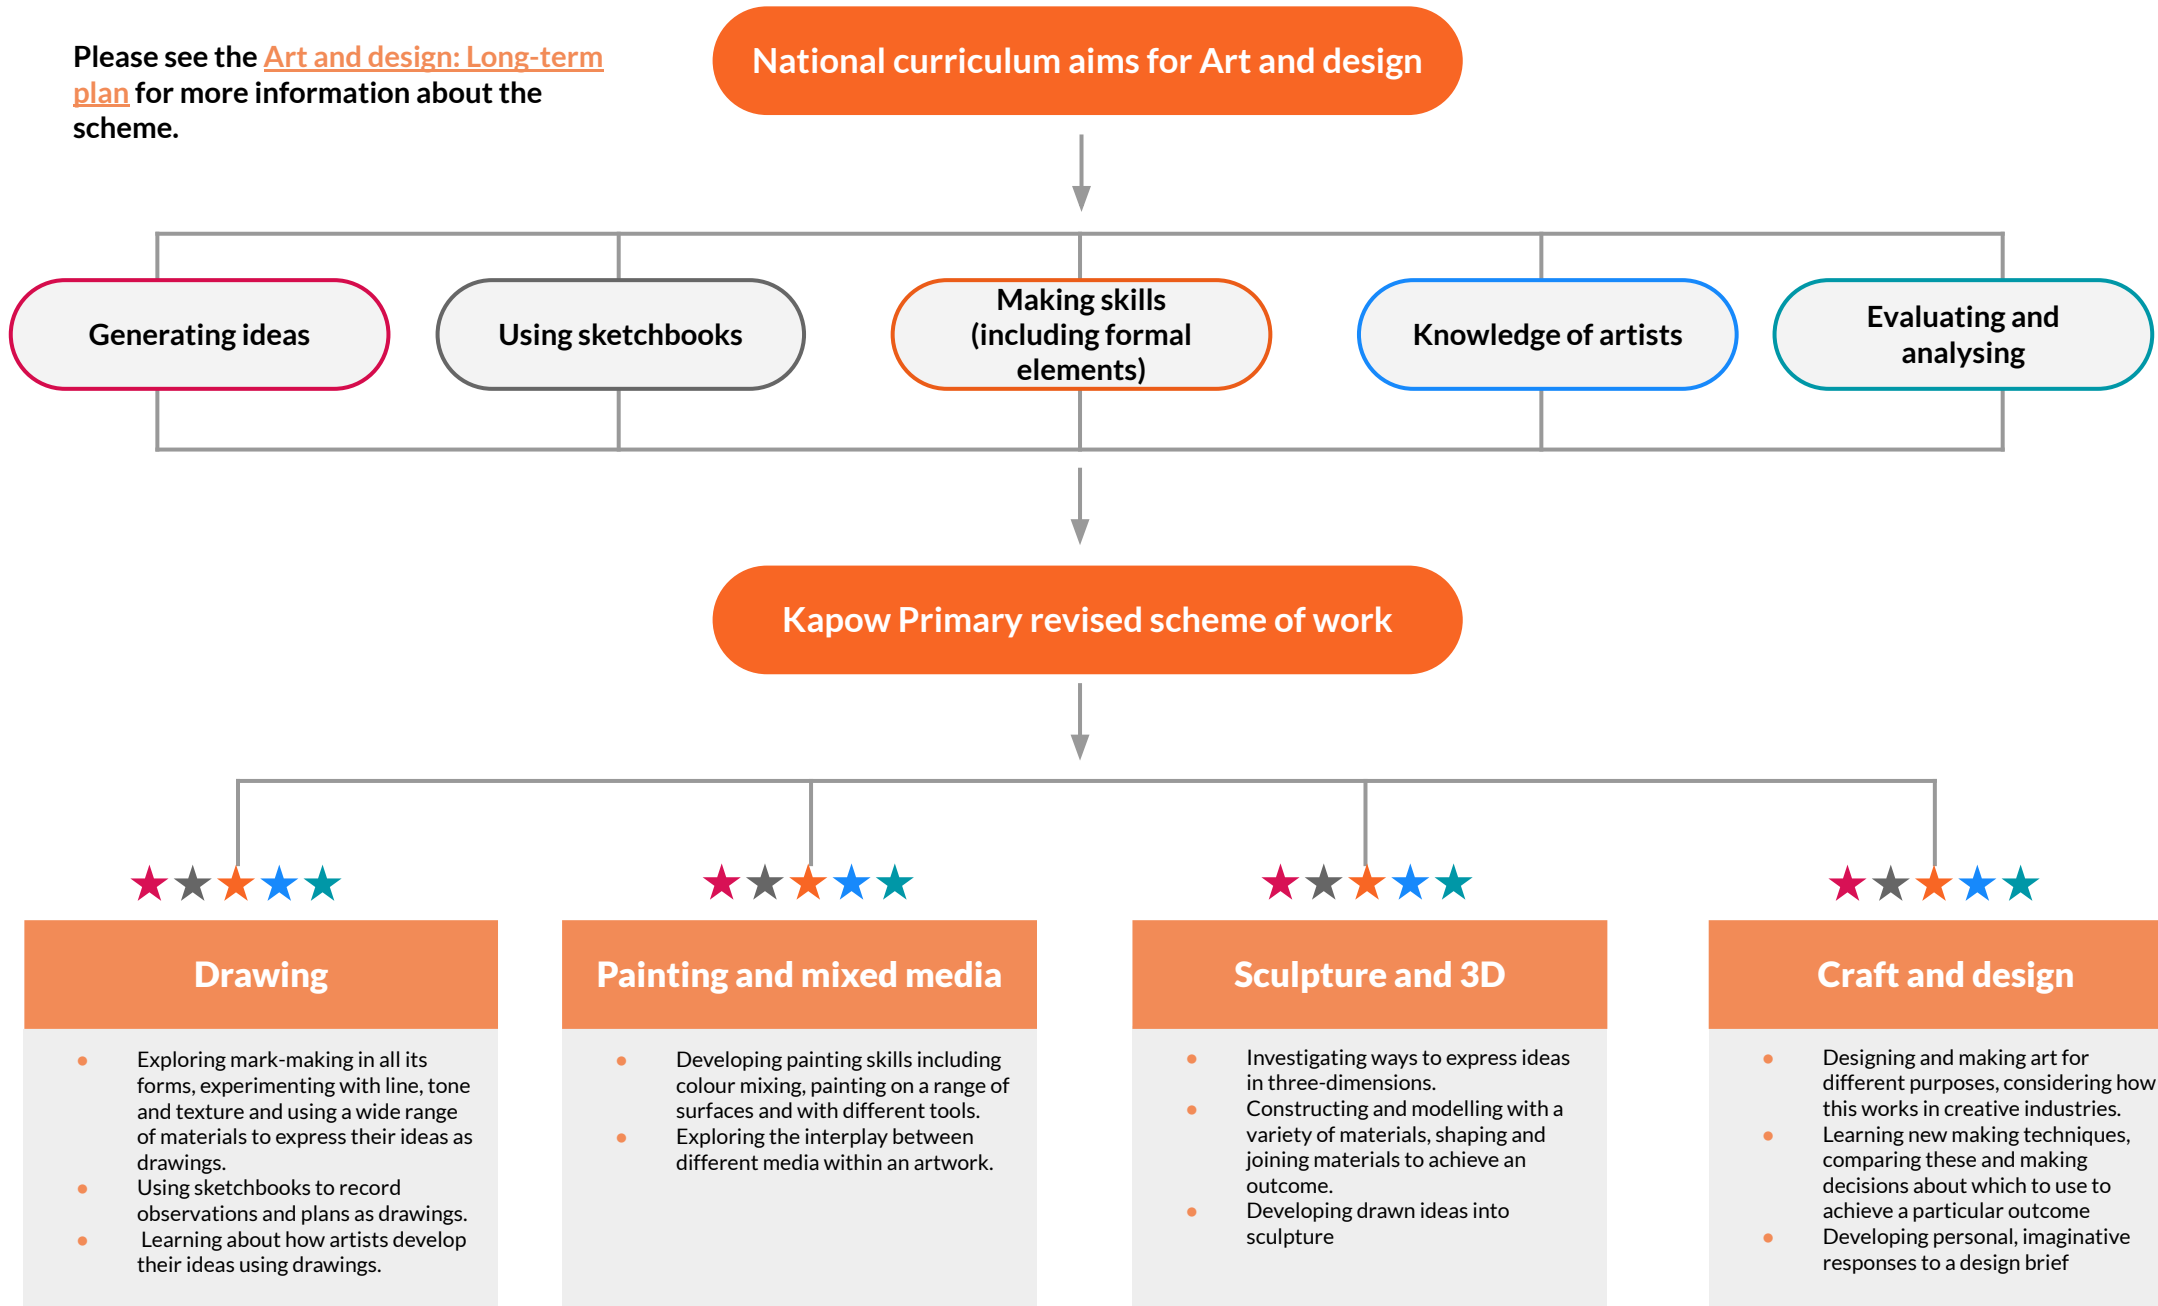 Please see the Art and design: Long-term
plan for more information about the
scheme.
National curriculum aims for Art and design
Generating ideas
Using sketchbooks
Making skills
(including formal
elements)
Knowledge of artists
Evaluating and
analysing
Kapow Primary revised scheme of work
Drawing
● Exploring mark-making in all its
forms, experimenting with line, tone
and texture and using a wide range
of materials to express their ideas as
drawings.
● Using sketchbooks to record
observations and plans as drawings.
● Learning about how artists develop
their ideas using drawings.
Painting and mixed media
● Developing painting skills including
colour mixing, painting on a range of
surfaces and with different tools.
● Exploring the interplay between
different media within an artwork.
Sculpture and 3D
● Investigating ways to express ideas
in three-dimensions.
● Constructing and modelling with a
variety of materials, shaping and
joining materials to achieve an
outcome.
● Developing drawn ideas into
sculpture
Craft and design
● Designing and making art for
different purposes, considering how
this works in creative industries.
● Learning new making techniques,
comparing these and making
decisions about which to use to
achieve a particular outcome
● Developing personal, imaginative
responses to a design brief